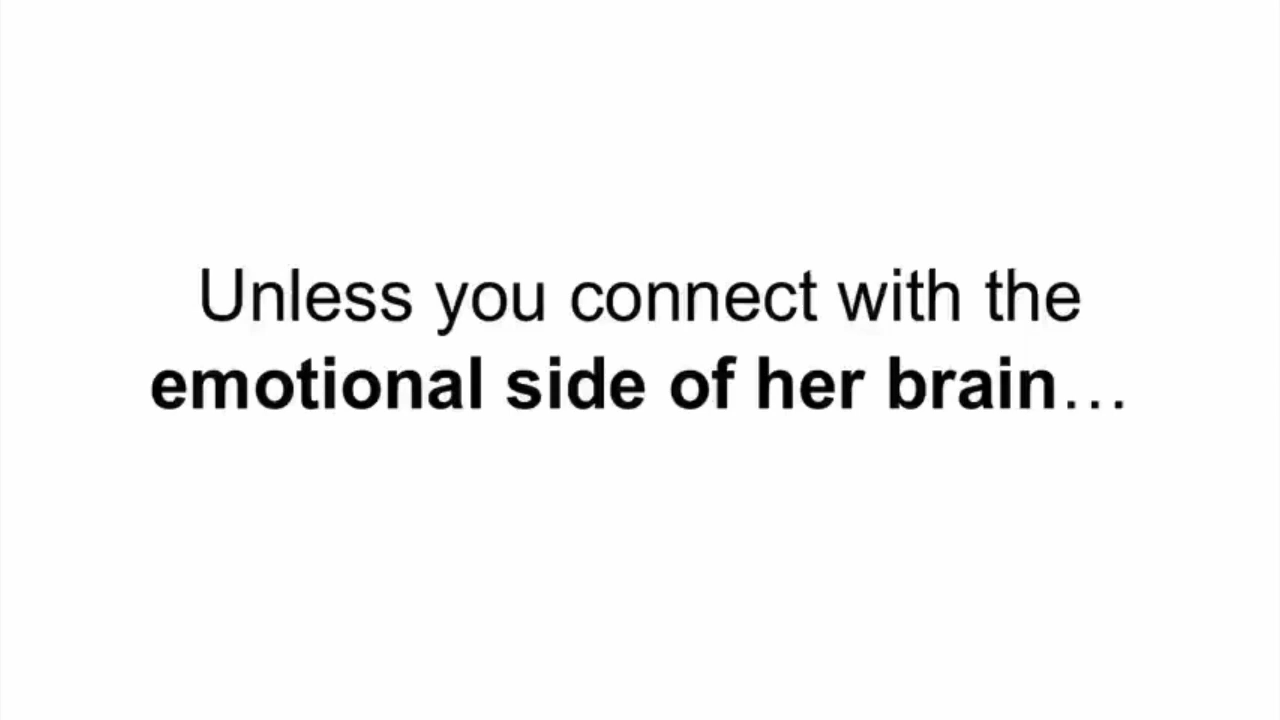 Unless you connect with the
emotional side of her brain…